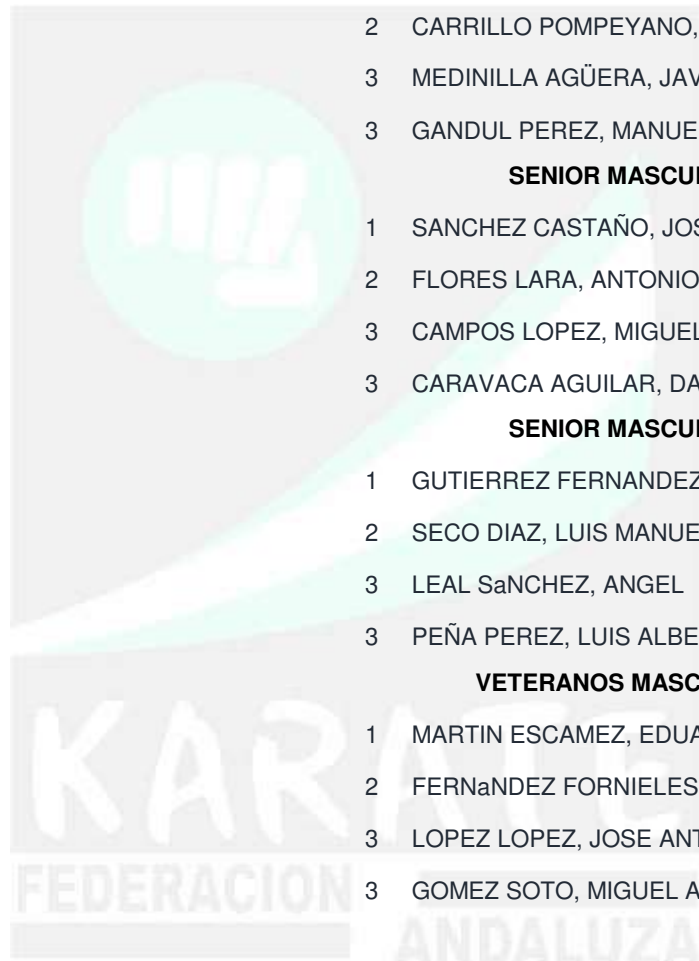 2 CARRILLO POMPEYANO,
3 MEDINILLA AGÜERA, JAV
3 GANDUL PEREZ, MANUE
SENIOR MASCU
1 SANCHEZ CASTAÑO, JOS
2 FLORES LARA, ANTONIO
3 CAMPOS LOPEZ, MIGUEL
3 CARAVACA AGUILAR, DA
SENIOR MASCU
1 GUTIERREZ FERNANDEZ
2 SECO DIAZ, LUIS MANUE
3 LEAL SaNCHEZ, ANGEL
3 PEÑA PEREZ, LUIS ALBE
VETERANOS MASC
1 MARTIN ESCAMEZ, EDUA
2 FERNaNDEZ FORNIELES
3 LOPEZ LOPEZ, JOSE ANT
3 GOMEZ SOTO, MIGUEL A
KARATE
FEDERACION
ANDALUZA